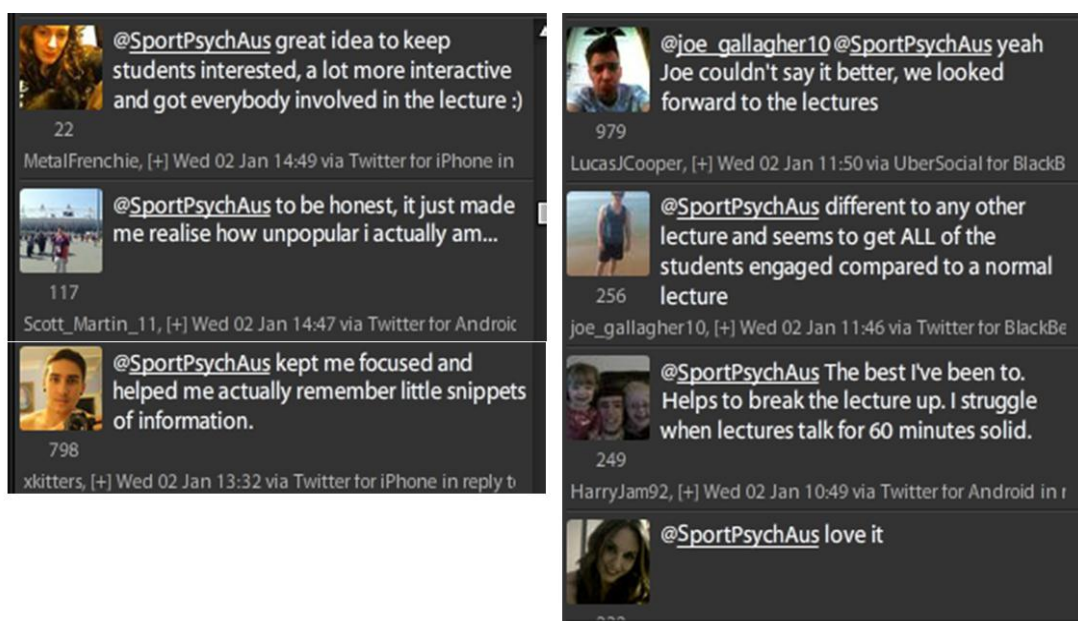 @SportPsychAus great idea to keep
students interested, a lot more interactive
and got everybody involved in the lecture :)
22
MetalFrenchie, [+] Wed 02 Jan 14:49 via Twitter for iPhone in
@SportPsychAus to be honest, it just made
me realise how unpopular i actually am...
117
Scott_Martin_11, [+] Wed 02 Jan 14:47 via Twitter for Androic
@SportPsychAus kept me focused and
helped me actually remember little snippets
of information.
798
xkitters, [+] Wed 02 Jan 13:32 via Twitter for iPhone in reply t
@joe_gallagher10 @SportPsychAus yeah
Joe couldn't say it better, we looked
forward to the lectures
979
LucasJCooper, [+] Wed 02 Jan 11:50 via UberSocial for BlackB
@SportPsychAus different to any other
lecture and seems to get ALL of the
students engaged compared to a normal
lecture
256
joe_gallagher10, [+] Wed 02 Jan 11:46 via Twitter for BlackBe
@SportPsychAus The best I've been to.
Helps to break the lecture up. I struggle
when lectures talk for 60 minutes solid.
249
HarryJam92, [+] Wed 02 Jan 10:49 via Twitter for Android in r
@SportPsychAus love it